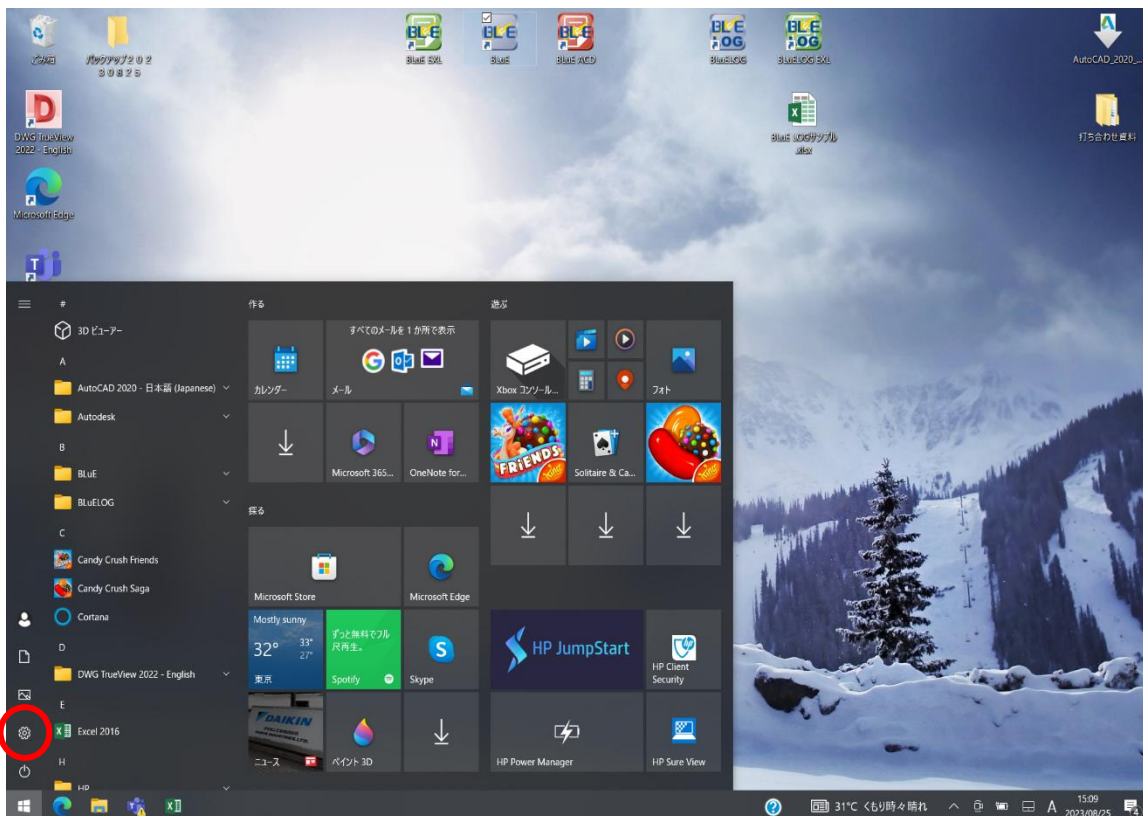 ごみ箱
バックアップ202
30825
BLuE EXL
BLuE
BLuE ACD
BLuELOG
BLuELOG EXL
AutoCAD_2020_...
DWG TrueView
2022 - English
BLuE LOGサンプル
.xlsx
打ち合わせ資料
Microsoft Edge
#
3D ビューアー
A
AutoCAD 2020 - 日本語 (Japanese)
Autodesk
B
BLuE
BLuELOG
C
Candy Crush Friends
Candy Crush Saga
Cortana
D
DWG TrueView 2022 - English
E
Excel 2016
H
HP
作る
カレンダー
すべてのメールを 1 か所で表示
メール
Microsoft 365...
OneNote for...
探る
Microsoft Store
Microsoft Edge
Mostly sunny
32°
33°
27°
東京
ずっと無料でフル
尺再生。
Spotify
Skype
DAIKIN
ニュース
ペイント 3D
遊ぶ
Xbox コンソール...
フォト
FRiENDS
King
Solitaire & Ca...
King
HP JumpStart
HP Client
Security
HP Power Manager
HP Sure View
31°C くもり時々晴れ
A
15:09
2023/08/25
4